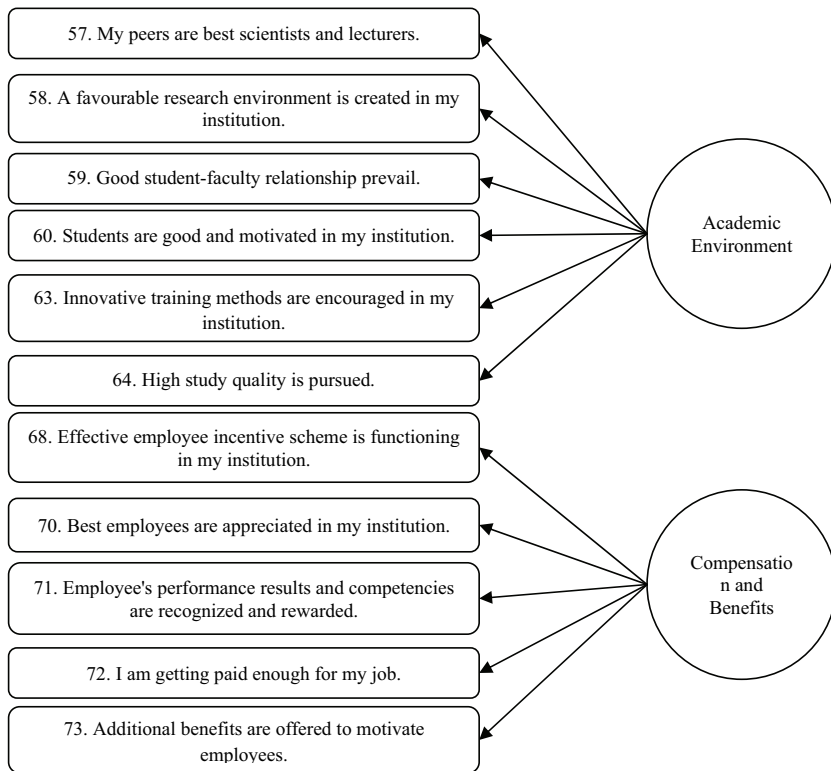 57. My peers are best scientists and lecturers.
58. A favourable research environment is created in my
institution.
59. Good student-faculty relationship prevail.
60. Students are good and motivated in my institution.
63. Innovative training methods are encouraged in my
institution.
64. High study quality is pursued.
Academic
Environment
68. Effective employee incentive scheme is functioning
in my institution.
70. Best employees are appreciated in my institution.
71. Employee's performance results and competencies
are recognized and rewarded.
72. I am getting paid enough for my job.
73. Additional benefits are offered to motivate
employees.
Compensatio
n and
Benefits